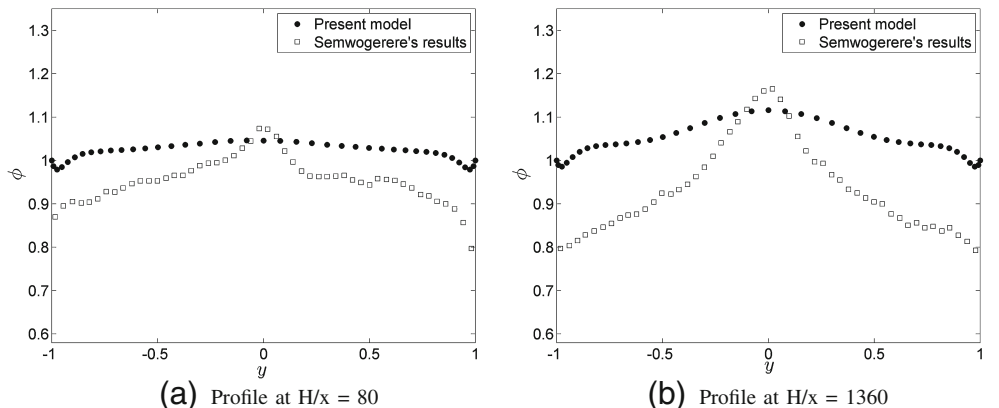 1.3
1.2
1.1
1
0.9
0.8
0.7
0.6
ϕ
-1
-0.5
0
0.5
1
y
Present model
Semwogerere's results
(a) Profile at H/x = 80
1.3
1.2
1.1
1
0.9
0.8
0.7
0.6
ϕ
-1
-0.5
0
0.5
1
y
Present model
Semwogerere's results
(b) Profile at H/x = 1360